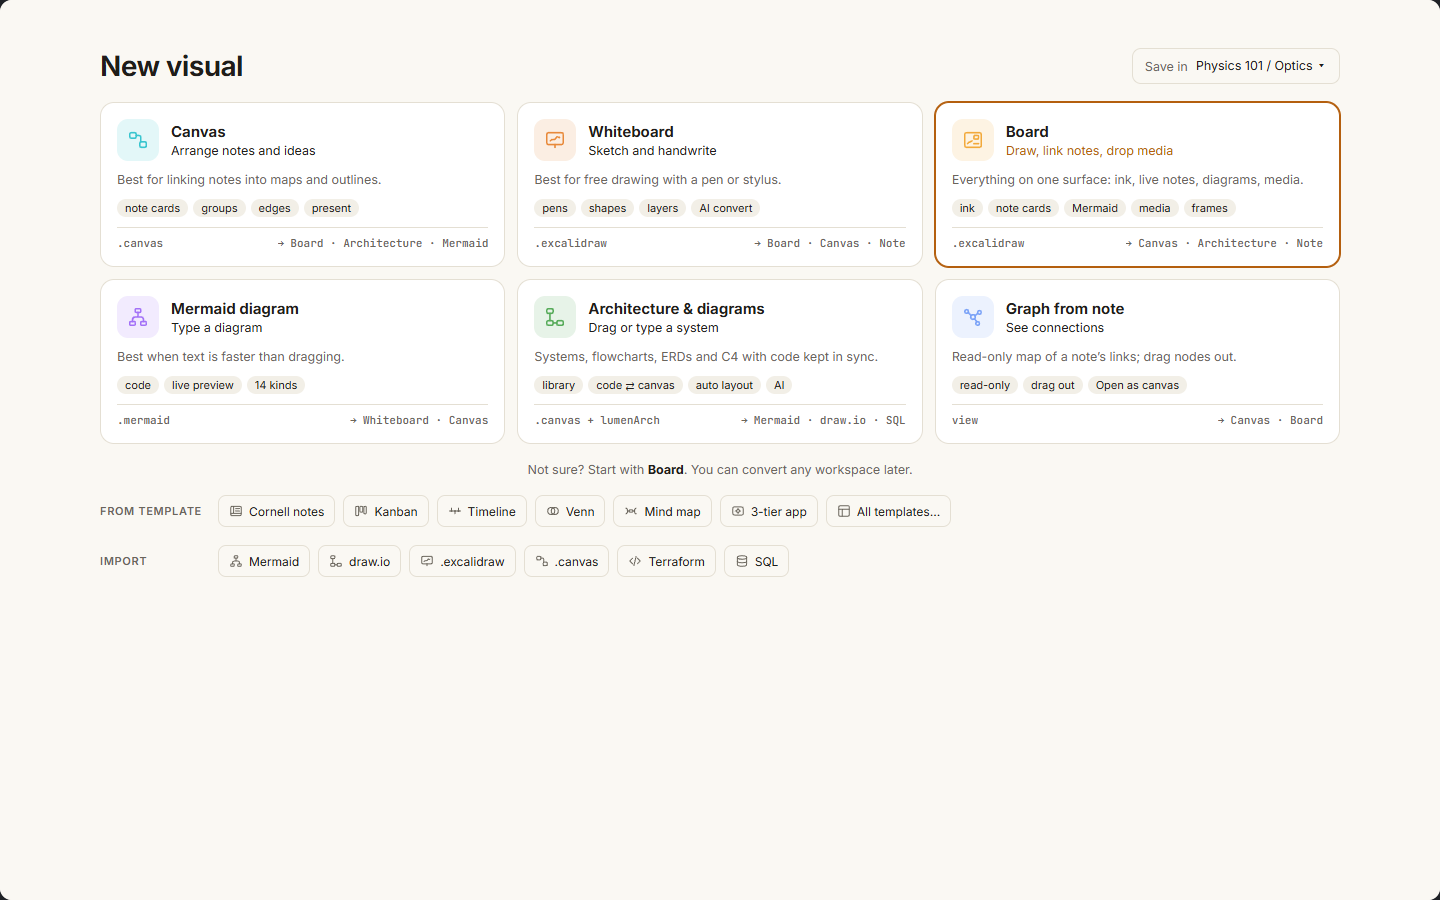 New visual
Save in Physics 101 / Optics
Canvas
Arrange notes and ideas
Best for linking notes into maps and outlines.
note cards groups edges present
.canvas → Board · Architecture · Mermaid
Whiteboard
Sketch and handwrite
Best for free drawing with a pen or stylus.
pens shapes layers AI convert
.excalidraw → Board · Canvas · Note
Board
Draw, link notes, drop media
Everything on one surface: ink, live notes, diagrams, media.
ink note cards Mermaid media frames
.excalidraw → Canvas · Architecture · Note
Mermaid diagram
Type a diagram
Best when text is faster than dragging.
code live preview 14 kinds
.mermaid → Whiteboard · Canvas
Architecture & diagrams
Drag or type a system
Systems, flowcharts, ERDs and C4 with code kept in sync.
library code ⇄ canvas auto layout AI
.canvas + lumenArch → Mermaid · draw.io · SQL
Graph from note
See connections
Read-only map of a note’s links; drag nodes out.
read-only drag out Open as canvas
view → Canvas · Board
Not sure? Start with Board. You can convert any workspace later.
FROM TEMPLATE Cornell notes Kanban Timeline Venn Mind map 3-tier app All templates…
IMPORT Mermaid draw.io .excalidraw .canvas Terraform SQL